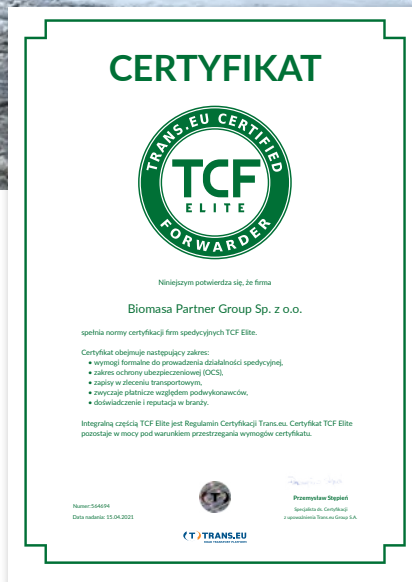 CERTYFIKAT
TRANS.EU CERTIFIED
TCF
ELITE
FORWARDER
Niniejszym potwierdza się, że firma
Biomasa Partner Group Sp. z o.o.
spełnia normy certyfikacji firm spedycyjnych TCF Elite.
Certyfikat obejmuje następujący zakres:
• wymogi formalne do prowadzenia działalności spedycyjnej,
• zakres ochrony ubezpieczeniowej (OCS),
• zapisy w zleceniu transportowym,
• zwyczaje płatnicze względem podwykonawców,
• doświadczenie i reputacja w branży.
Integralną częścią TCF Elite jest Regulamin Certyfikacji Trans.eu. Certyfikat TCF Elite
pozostaje w mocy pod warunkiem przestrzegania wymogów certyfikatu.
Przemysław Stępień
Numer:564694
Specjalista ds. Certyfikacji
Data nadania: 15.04.2021
z upoważnienia Trans.eu Group S.A.
(T) TRANS.EU
ROAD TRANSPORT PLATFORM